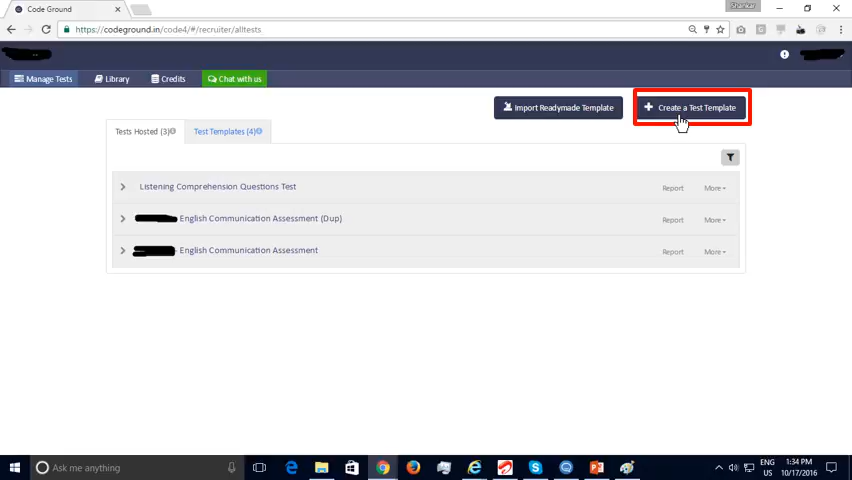 Shankar
Code Ground
https://codeground.in/code4/#/recruiter/alltests
Manage Tests
Library
Credits
Chat with us
Import Readymade Template
Create a Test Template
Tests Hosted (3)
Test Templates (4)
Listening Comprehension Questions Test
Report
More
English Communication Assessment (Dup)
Report
More
- English Communication Assessment
Report
More
Ask me anything
ENG
US
1:34 PM
10/17/2016